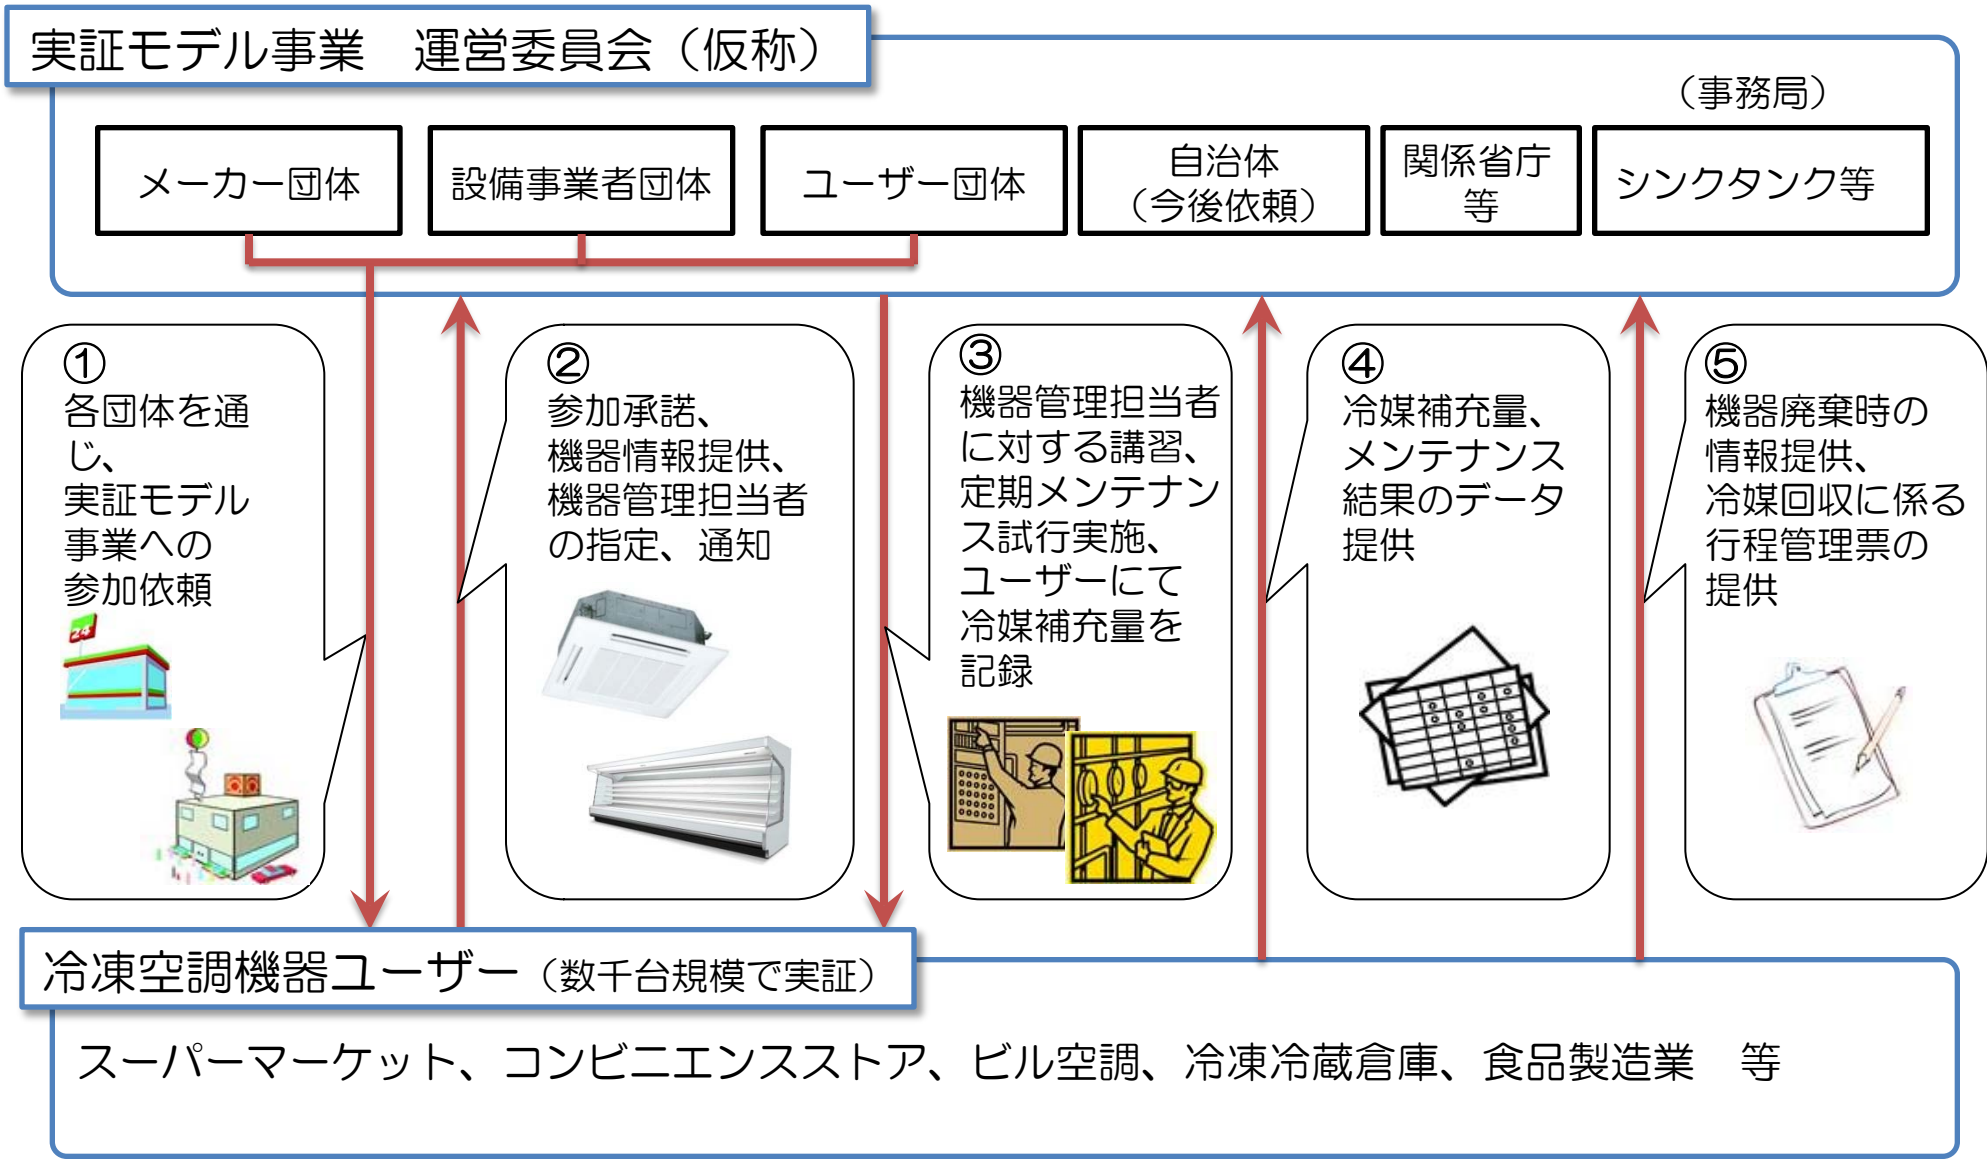 実証モデル事業　運営委員会（仮称）
（事務局）
メーカー団体
設備事業者団体
ユーザー団体
自治体
（今後依頼）
関係省庁
等
シンクタンク等
①
各団体を通
じ、
実証モデル
事業への
参加依頼
24
②
参加承諾、
機器情報提供、
機器管理担当者
の指定、通知
③
機器管理担当者
に対する講習、
定期メンテナン
ス試行実施、
ユーザーにて
冷媒補充量を
記録
④
冷媒補充量、
メンテナンス
結果のデータ
提供
⑤
機器廃棄時の
情報提供、
冷媒回収に係る
行程管理票の
提供
冷凍空調機器ユーザー（数千台規模で実証）
スーパーマーケット、コンビニエンスストア、ビル空調、冷凍冷蔵倉庫、食品製造業　等